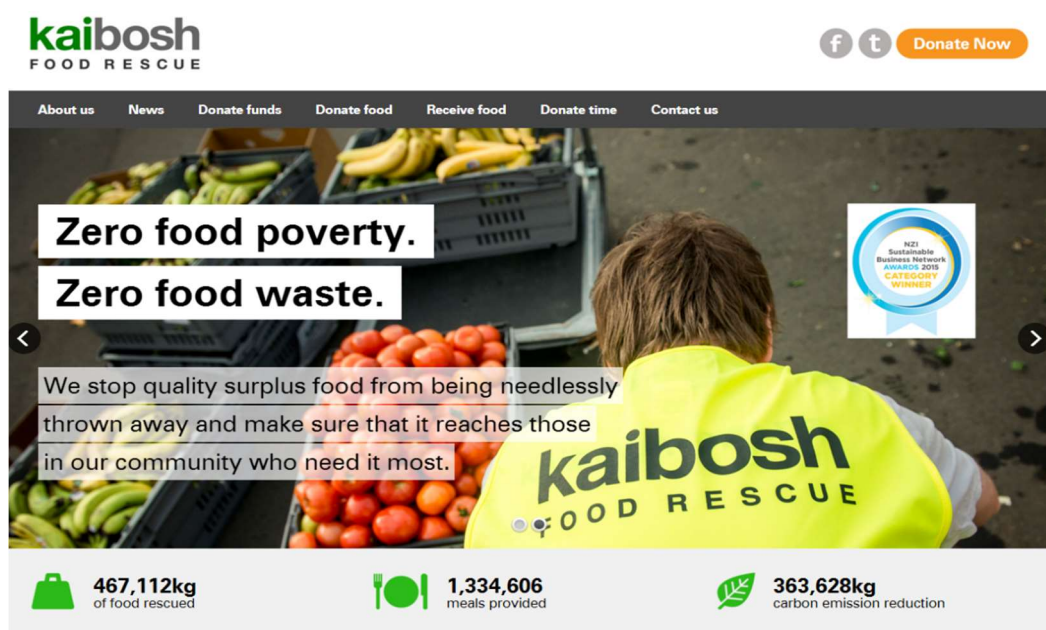 kaibosh
FOOD RESCUE
f t Donate Now
About us News Donate funds Donate food Receive food Donate time Contact us
Zero food poverty.
Zero food waste.
NZI
Sustainable
Business Network
AWARDS 2015
CATEGORY
WINNER
We stop quality surplus food from being needlessly
thrown away and make sure that it reaches those
in our community who need it most.
kaibosh
FOOD RESCUE
467,112kg
of food rescued
1,334,606
meals provided
363,628kg
carbon emission reduction